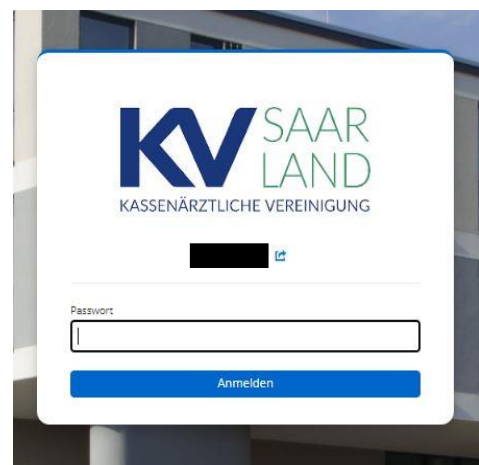 KV SAAR
LAND
KASSENÄRZTLICHE VEREINIGUNG
Passwort
Anmelden